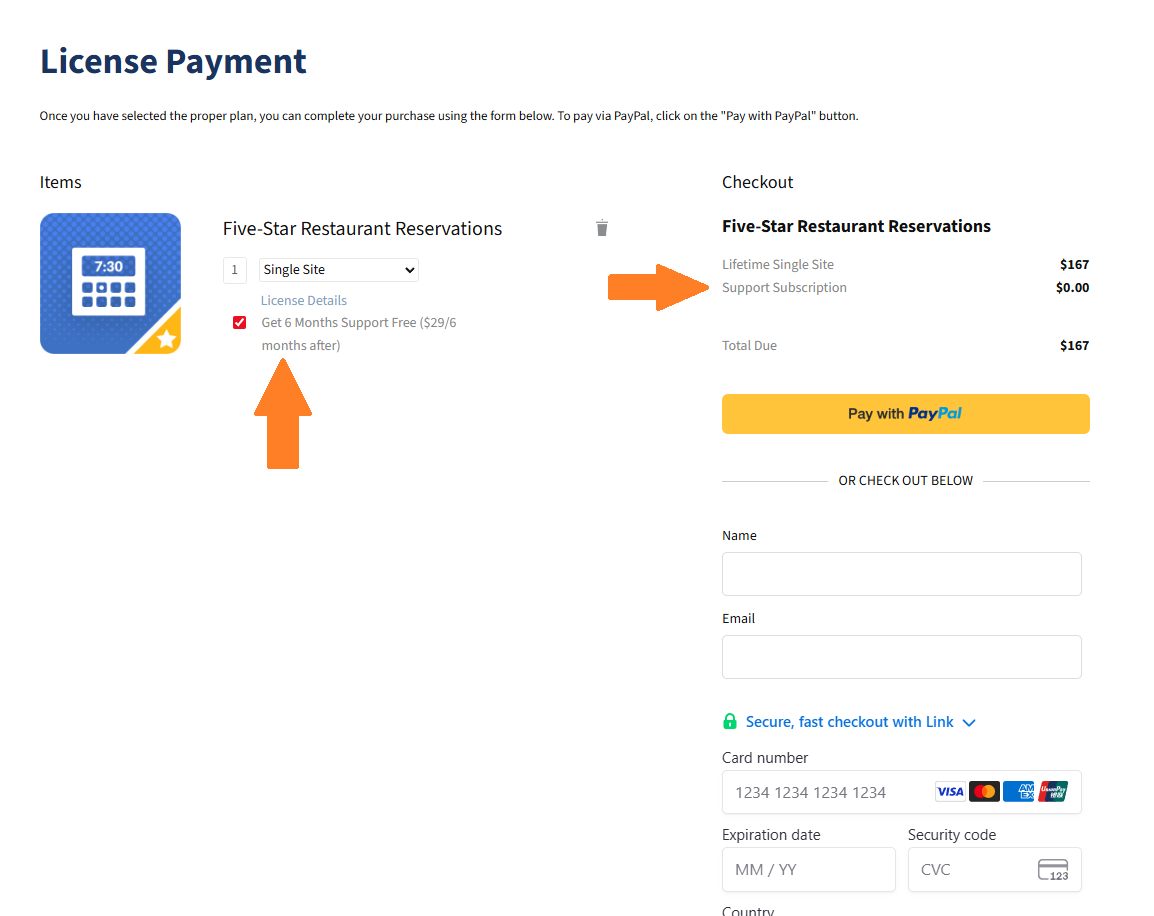 License Payment
Once you have selected the proper plan, you can complete your purchase using the form below. To pay via PayPal, click on the "Pay with PayPal" button.
Items
7:30
Five-Star Restaurant Reservations
1
Single Site
License Details
Get 6 Months Support Free ($29/6
months after)
Checkout
Five-Star Restaurant Reservations
Lifetime Single Site $167
Support Subscription $0.00
Total Due $167
Pay with PayPal
OR CHECK OUT BELOW
Name
Email
Secure, fast checkout with Link
Card number
1234 1234 1234 1234 VISA AMEX UnionPay
Expiration date Security code
MM / YY CVC 123
Country